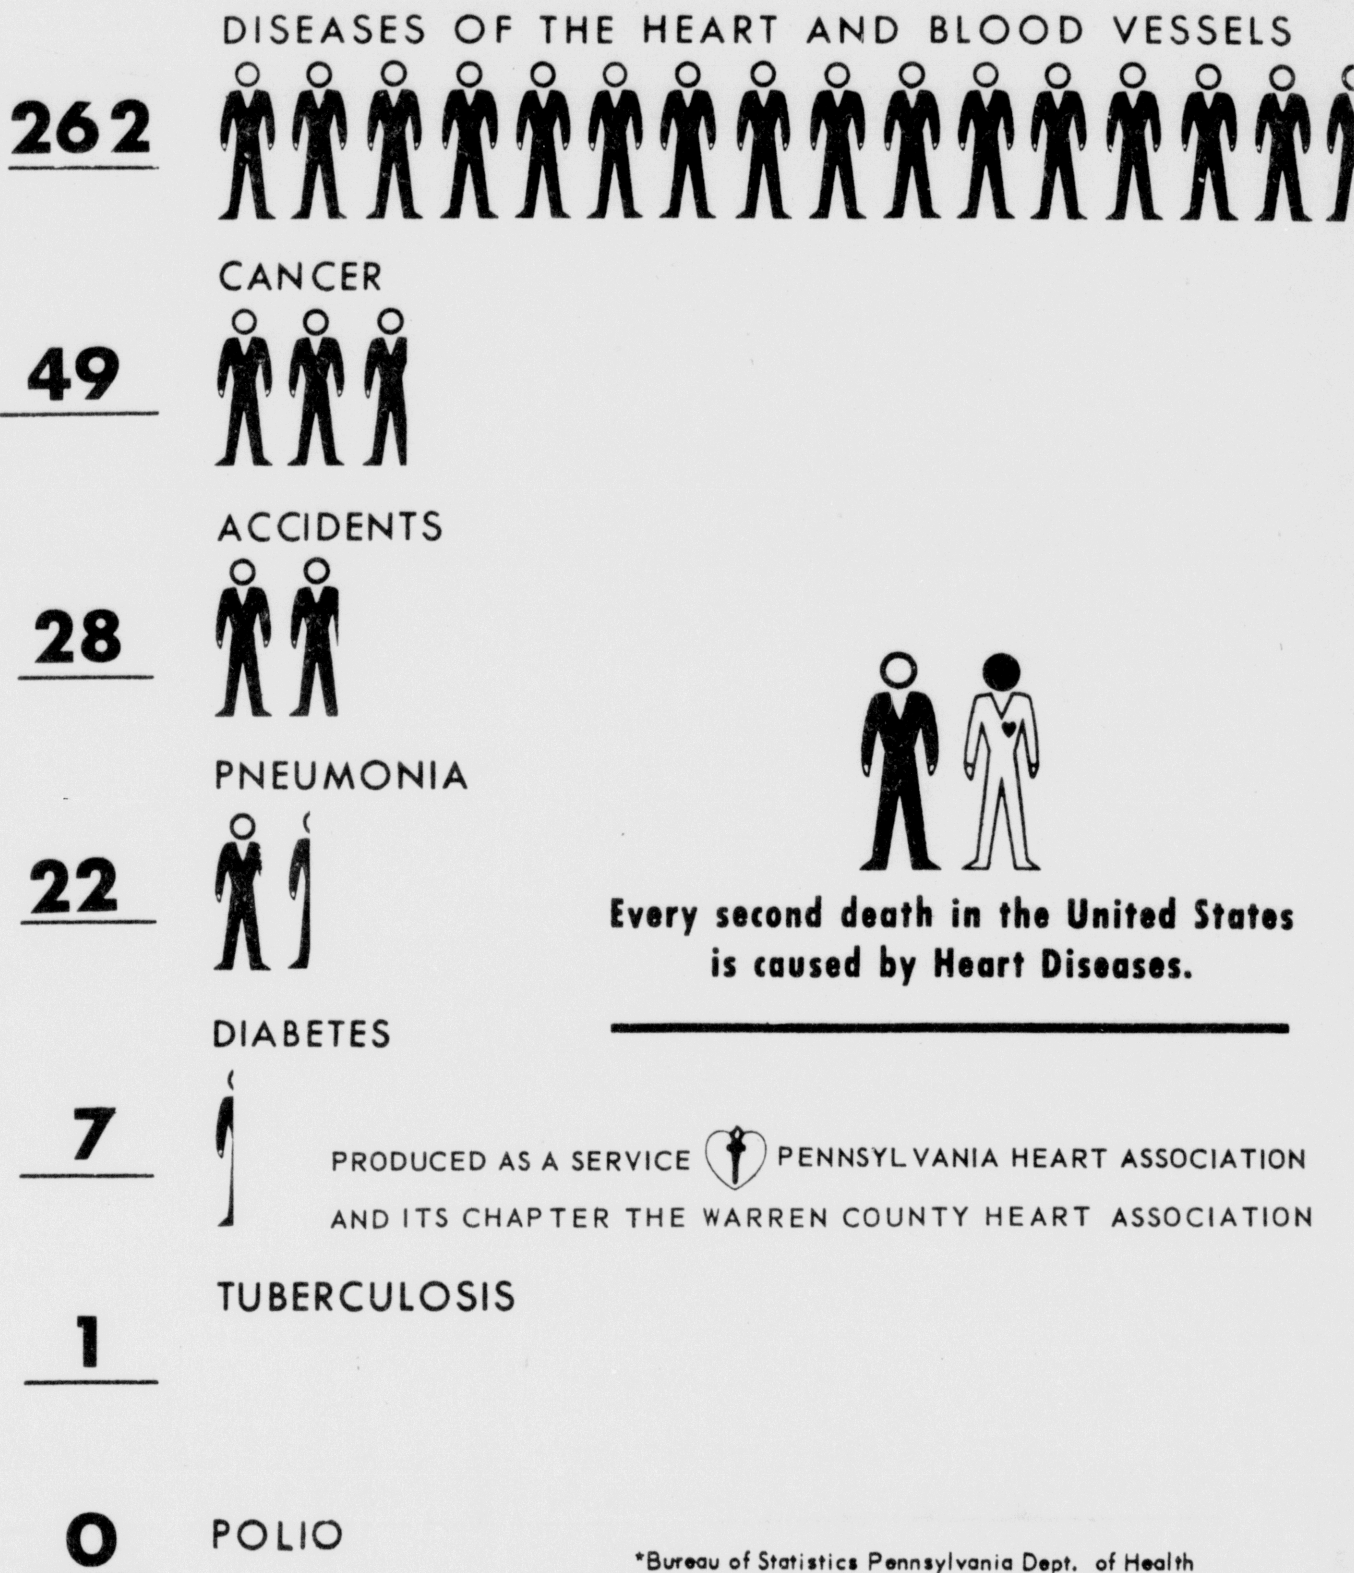 DISEASES OF THE HEART AND BLOOD VESSELS
262
CANCER
49
ACCIDENTS
28
PNEUMONIA
22
Every second death in the United States
is caused by Heart Diseases.
DIABETES
7
PRODUCED AS A SERVICE PENNSYLVANIA HEART ASSOCIATION
AND ITS CHAPTER THE WARREN COUNTY HEART ASSOCIATION
TUBERCULOSIS
1
0 POLIO
*Bureau of Statistics Pennsylvania Dept. of Health